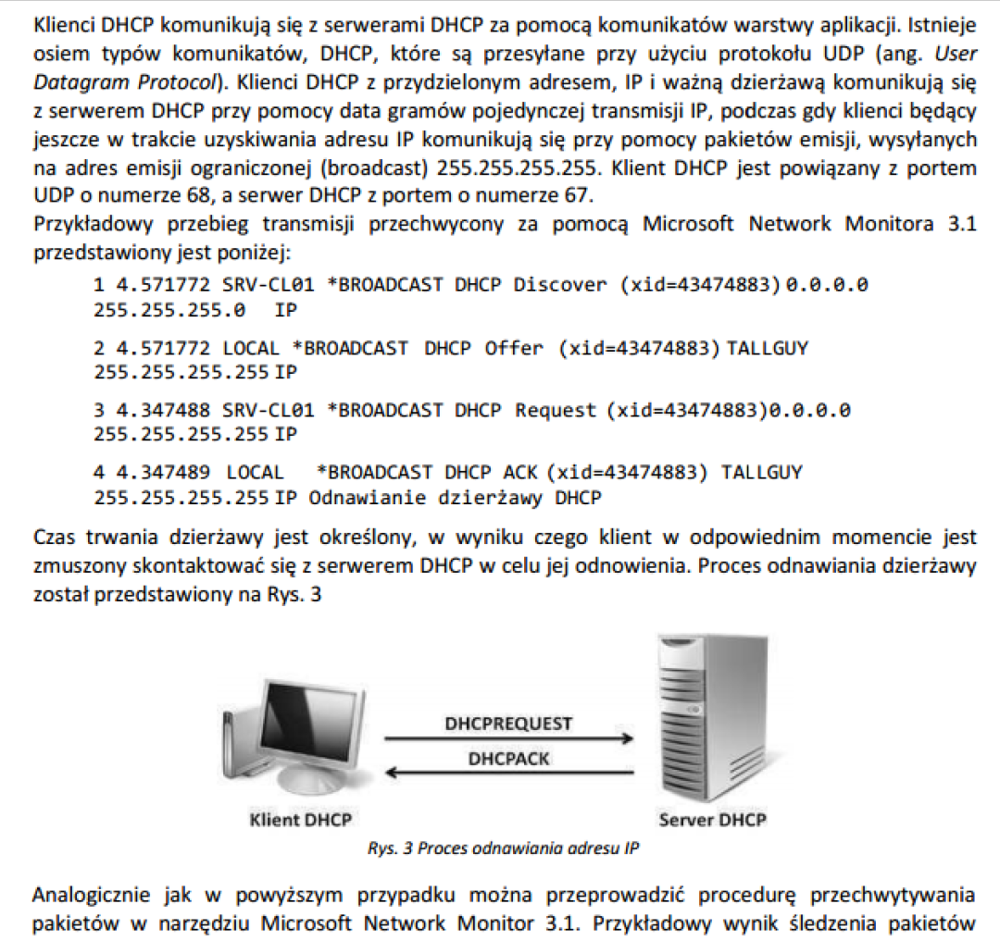 Klienci DHCP komunikują się z serwerami DHCP za pomocą komunikatów warstwy aplikacji. Istnieje
osiem typów komunikatów, DHCP, które są przesyłane przy użyciu protokołu UDP (ang. User
Datagram Protocol). Klienci DHCP z przydzielonym adresem, IP i ważną dzierżawą komunikują się
z serwerem DHCP przy pomocy data gramów pojedynczej transmisji IP, podczas gdy klienci będący
jeszcze w trakcie uzyskiwania adresu IP komunikują się przy pomocy pakietów emisji, wysyłanych
na adres emisji ograniczonej (broadcast) 255.255.255.255. Klient DHCP jest powiązany z portem
UDP o numerze 68, a serwer DHCP z portem o numerze 67.
Przykładowy przebieg transmisji przechwycony za pomocą Microsoft Network Monitora 3.1
przedstawiony jest poniżej:
1 4.571772 SRV-CL01 *BROADCAST DHCP Discover (xid=43474883) 0.0.0.0
255.255.255.0 IP
2 4.571772 LOCAL *BROADCAST DHCP Offer (xid=43474883) TALLGUY
255.255.255.255 IP
3 4.347488 SRV-CL01 *BROADCAST DHCP Request (xid=43474883)0.0.0.0
255.255.255.255 IP
4 4.347489 LOCAL *BROADCAST DHCP ACK (xid=43474883) TALLGUY
255.255.255.255 IP Odnawianie dzierżawy DHCP
Czas trwania dzierżawy jest określony, w wyniku czego klient w odpowiednim momencie jest
zmuszony skontaktować się z serwerem DHCP w celu jej odnowienia. Proces odnawiania dzierżawy
został przedstawiony na Rys. 3
DHCPREQUEST
DHCPACK
Klient DHCP
Server DHCP
Rys. 3 Proces odnawiania adresu IP
Analogicznie jak w powyższym przypadku można przeprowadzić procedurę przechwytywania
pakietów w narzędziu Microsoft Network Monitor 3.1. Przykładowy wynik śledzenia pakietów